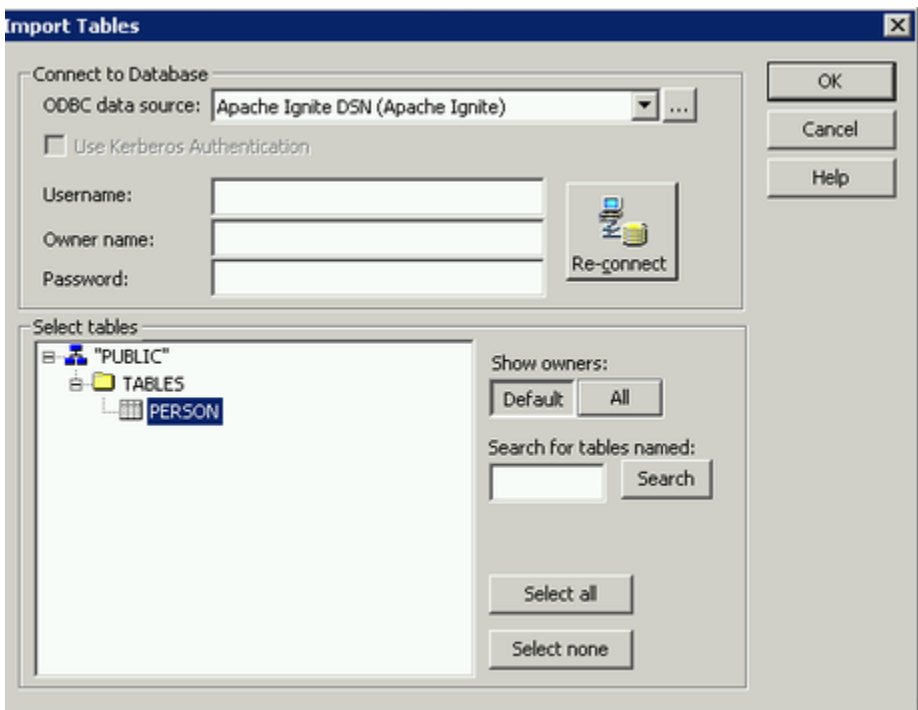 Import Tables
Connect to Database
ODBC data source: Apache Ignite DSN (Apache Ignite) ...
Use Kerberos Authentication
Username:
Owner name:
Password:
Re-connect
OK
Cancel
Help
Select tables
"PUBLIC"
TABLES
PERSON
Show owners:
Default All
Search for tables named:
Search
Select all
Select none